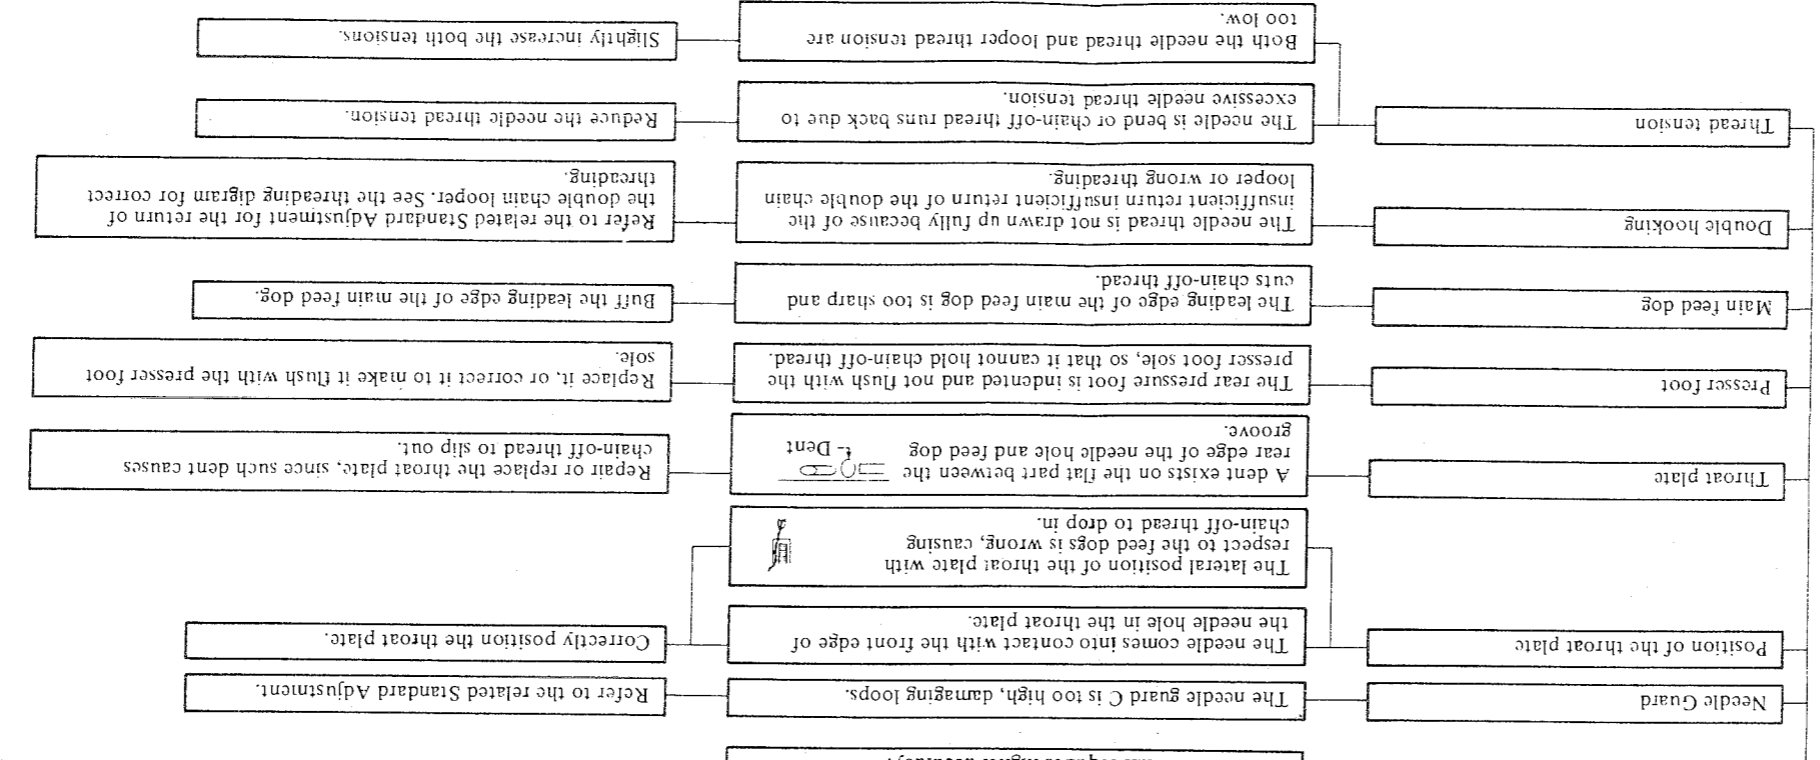 Needle Guard
The needle guard C is too high, damaging loops.
Refer to the related Standard Adjustment.
Position of the throat plate
The needle comes into contact with the front edge of
the needle hole in the throat plate.
Correctly position the throat plate.
The lateral position of the throat plate with
respect to the feed dogs is wrong, causing
chain-off thread to drop in.
Throat plate
A dent exists on the flat part between the
rear edge of the needle hole and feed dog
groove.
Dent
Repair or replace the throat plate, since such dent causes
chain-off thread to slip out.
Presser foot
The rear pressure foot is indented and not flush with the
presser foot sole, so that it cannot hold chain-off thread.
Replace it, or correct it to make it flush with the presser foot
sole.
Main feed dog
The leading edge of the main feed dog is too sharp and
cuts chain-off thread.
Buff the leading edge of the main feed dog.
Double hooking
The needle thread is not drawn up fully because of the
insufficient return insufficient return of the double chain
looper or wrong threading.
Refer to the related Standard Adjustment for the return of
the double chain looper. See the threading digram for correct
threading.
Thread tension
The needle is bend or chain-off thread runs back due to
excessive needle thread tension.
Reduce the needle thread tension.
Both the needle thread and looper thread tension are
too low.
Slightly increase the both tensions.